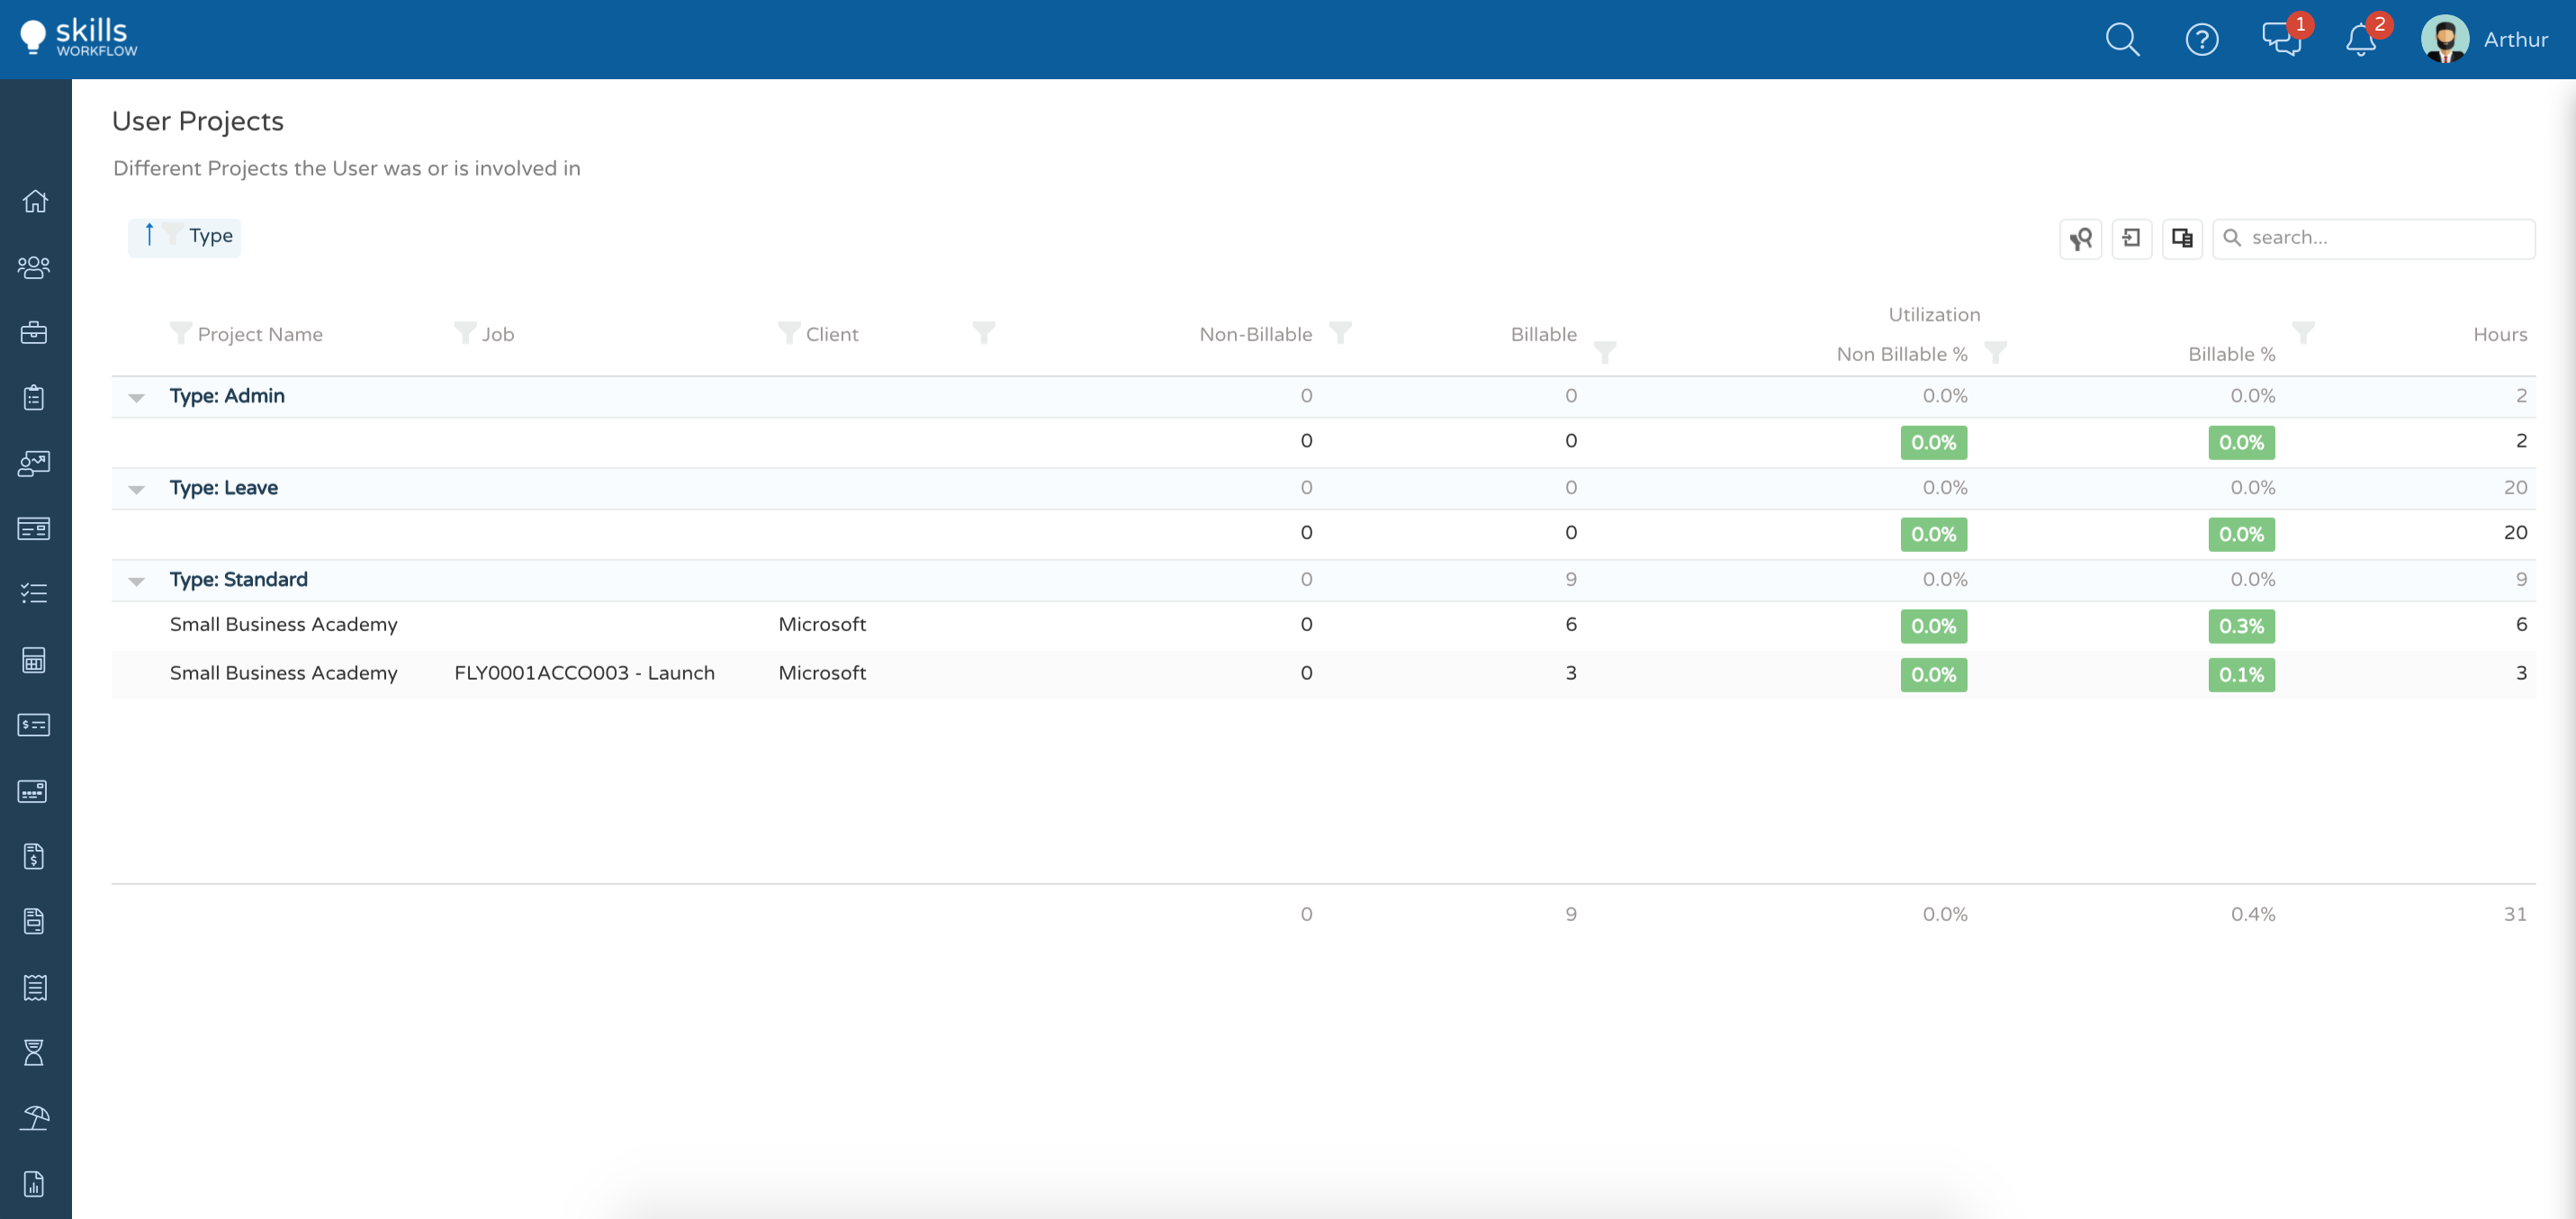 skills
WORKFLOW
1
2
Arthur
User Projects
Different Projects the User was or is involved in
Type
search...
Project Name Job Client Non-Billable Billable Utilization Hours
Non Billable % Billable %
Type: Admin 0 0 0.0% 0.0% 2
0 0 0.0% 0.0% 2
Type: Leave 0 0 0.0% 0.0% 20
0 0 0.0% 0.0% 20
Type: Standard 0 9 0.0% 0.0% 9
Small Business Academy Microsoft 0 6 0.0% 0.3% 6
Small Business Academy FLY0001ACCO003 - Launch Microsoft 0 3 0.0% 0.1% 3
0 9 0.0% 0.4% 31